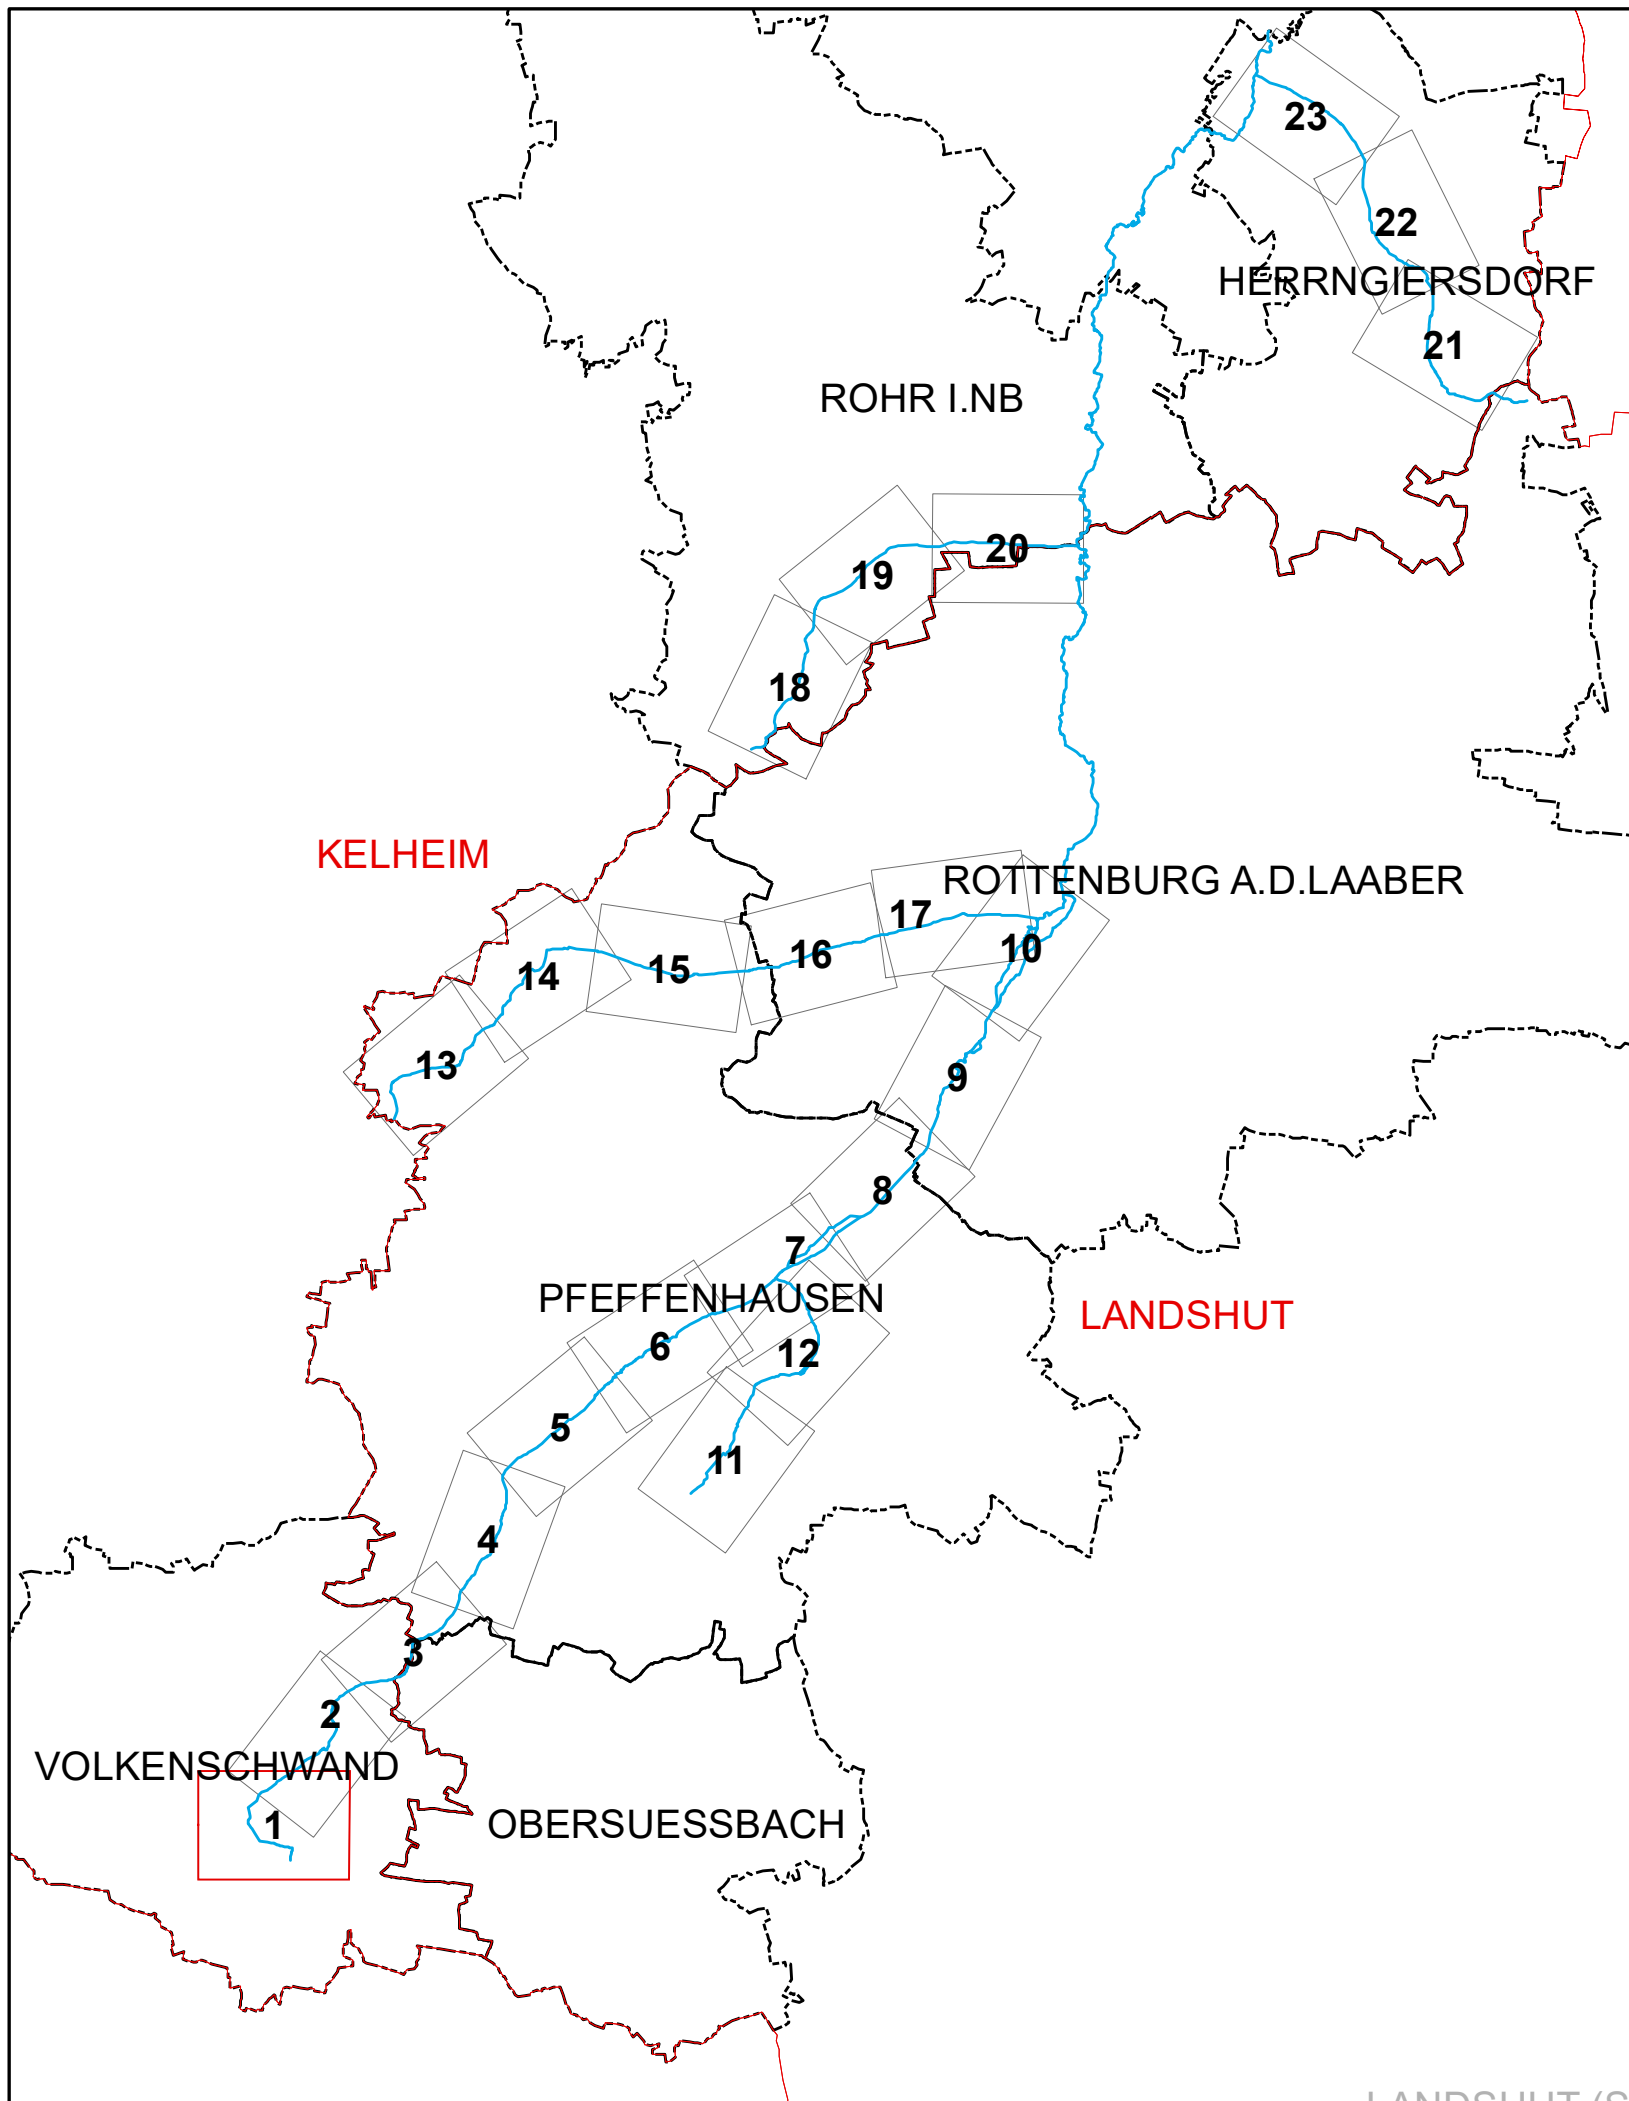 23
22
HERRNGIERSDORF
21
ROHR I.NB
20
19
18
KELHEIM
ROTTENBURG A.D.LAABER
17
10
16
15
14
13
9
8
7
PFEFFENHAUSEN
LANDSHUT
6
12
5
11
4
3
2
VOLKENSCHWAND
1
OBERSUESSBACH
LANDSHUT (S